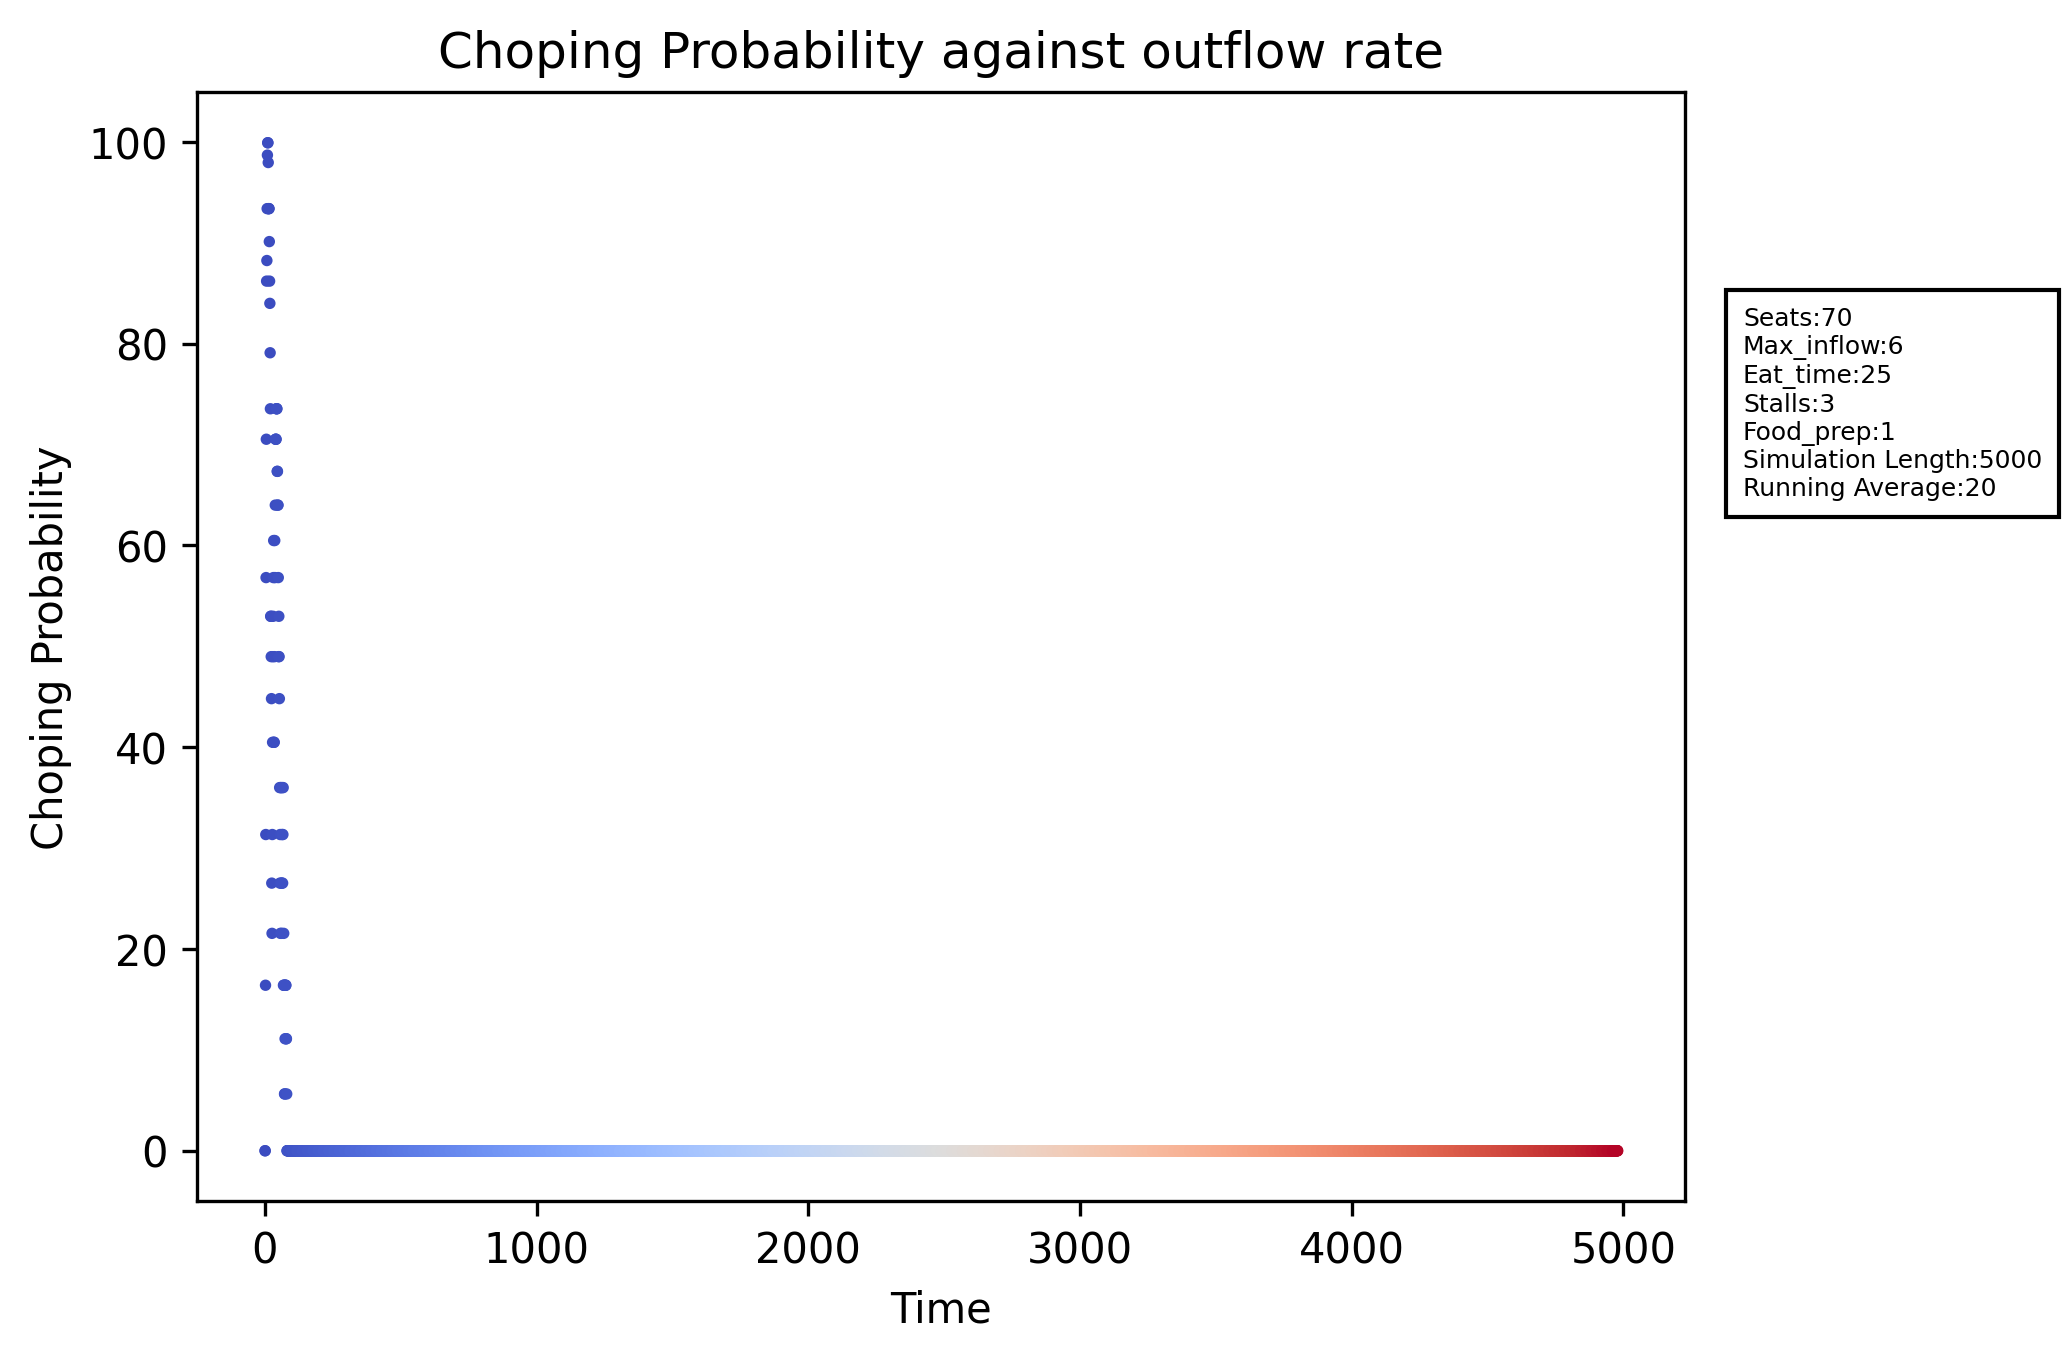 Choping Probability against outflow rate
Choping Probability
100
80
60
40
20
0
0 1000 2000 3000 4000 5000
Time
Seats:70
Max_inflow:6
Eat_time:25
Stalls:3
Food_prep:1
Simulation Length:5000
Running Average:20